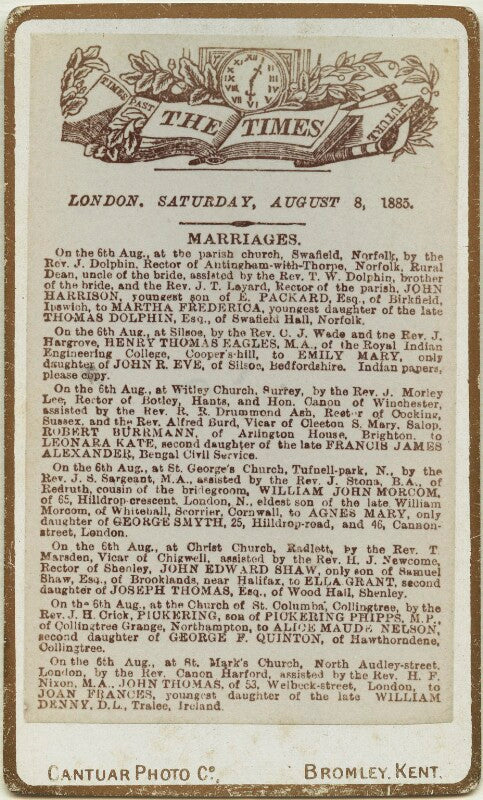 TIMES PAST
THE TIMES
FUTURE
XII I II III IV V VI VII VIII IX X XI
LONDON, SATURDAY, AUGUST 8, 1885.
MARRIAGES.
On the 6th Aug., at the parish church, Swafield, Norfolk, by the
Rev. J. Dolphin, Rector of Antingham-with-Thorpe, Norfolk, Rural
Dean, uncle of the bride, assisted by the Rev. T. W. Dolphin, brother
of the bride, and the Rev. J. T. Layard, Rector of the parish, JOHN
HARRISON, youngest son of E. PACKARD, Esq., of Birkfield,
Ipswich, to MARTHA FREDERICA, youngest daughter of the late
THOMAS DOLPHIN, Esq., of Swafield Hall, Norfolk.
On the 6th Aug., at Silsoe, by the Rev. C. J. Wade and the Rev. J.
Hargrove, HENRY THOMAS EAGLES, M.A., of the Royal Indian
Engineering College, Cooper's-hill, to EMILY MARY, only
daughter of JOHN R. EVE, of Silsoe, Bedfordshire. Indian papers,
please copy.
On the 6th Aug., at Witley Church, Surrey, by the Rev. J. Morley
Lee, Rector of Botley, Hants, and Hon. Canon of Winchester,
assisted by the Rev. R. R. Drummond Ash, Rector of Cocking,
Sussex, and the Rev. Alfred Burd, Vicar of Cleeton S. Mary, Salop,
ROBERT BURRMANN, of Arlington House, Brighton, to
LEONARA KATE, second daughter of the late FRANCIS JAMES
ALEXANDER, Bengal Civil Service.
On the 6th Aug., at St. George's Church, Tufnell-park, N., by the
Rev. J. S. Sargeant, M.A., assisted by the Rev. J. Stona, B.A., of
Redruth, cousin of the bridegroom, WILLIAM JOHN MORCOM,
of 65, Hilldrop-crescent, London, N., eldest son of the late William
Morcom, of Whitehall, Scorrier, Cornwall, to AGNES MARY, only
daughter of GEORGE SMYTH, 25, Hilldrop-road, and 46, Cannon-
street, London.
On the 6th Aug., at Christ Church, Radlett, by the Rev. T.
Marsden, Vicar of Chigwell, assisted by the Rev. H. J. Newcome,
Rector of Shenley, JOHN EDWARD SHAW, only son of Samuel
Shaw, Esq., of Brooklands, near Halifax, to ELLA GRANT, second
daughter of JOSEPH THOMAS, Esq., of Wood Hall, Shenley.
On the 6th Aug., at the Church of St. Columba, Collingtree, by the
Rev. J. H. Crick, PICKERING, son of PICKERING PHIPPS, M.P.,
of Collingtree Grange, Northampton, to ALICE MAUDE NELSON,
second daughter of GEORGE F. QUINTON, of Hawthorndene,
Collingtree.
On the 6th Aug., at St. Mark's Church, North Audley-street,
London, by the Rev. Canon Harford, assisted by the Rev. H. F.
Nixon, M.A., JOHN THOMAS, of 53, Welbeck-street, London, to
JOAN FRANCES, youngest daughter of the late WILLIAM
DENNY, D.L., Tralee, Ireland.
CANTUAR PHOTO Co. BROMLEY. KENT.